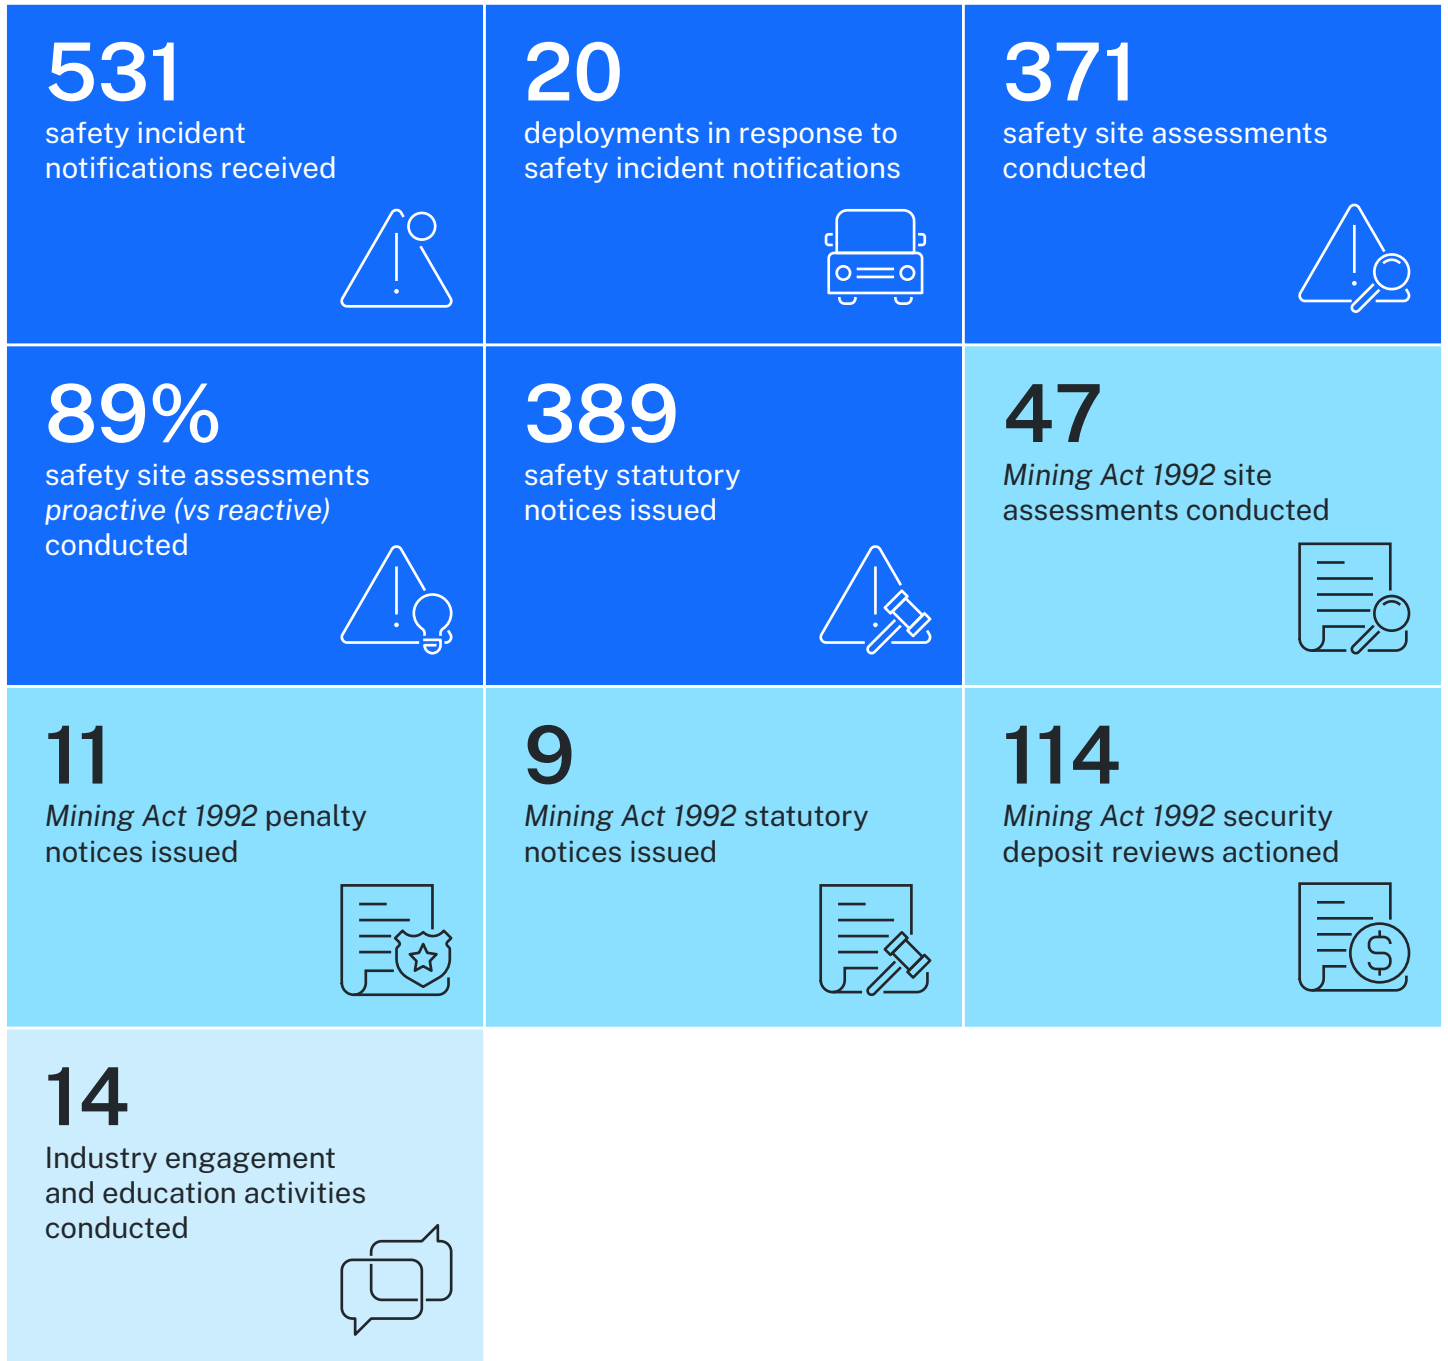 531
safety incident
notifications received
20
deployments in response to
safety incident notifications
371
safety site assessments
conducted
89%
safety site assessments
proactive (vs reactive)
conducted
389
safety statutory
notices issued
47
Mining Act 1992 site
assessments conducted
11
Mining Act 1992 penalty
notices issued
9
Mining Act 1992 statutory
notices issued
114
Mining Act 1992 security
deposit reviews actioned
$
14
Industry engagement
and education activities
conducted